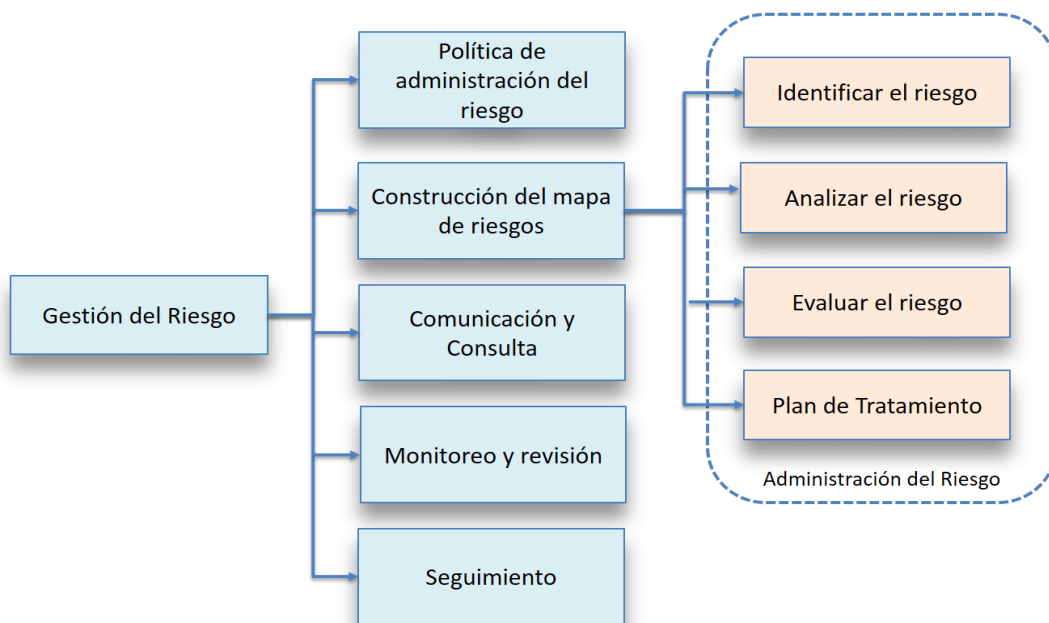 Gestión del Riesgo
Política de
administración del
riesgo
Construcción del mapa
de riesgos
Comunicación y
Consulta
Monitoreo y revisión
Seguimiento
Identificar el riesgo
Analizar el riesgo
Evaluar el riesgo
Plan de Tratamiento
Administración del Riesgo